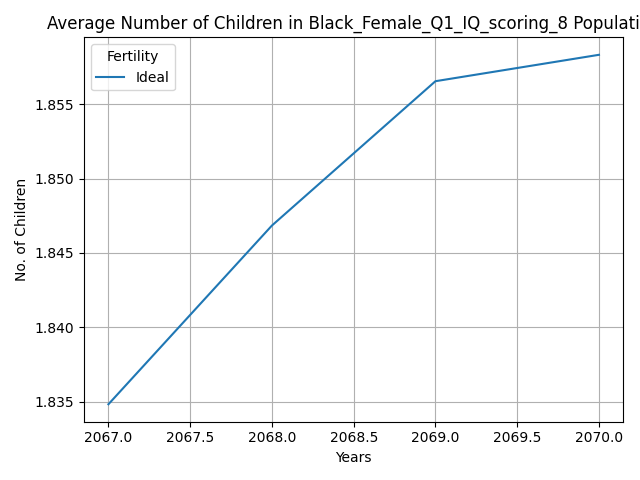 Average Number of Children in Black_Female_Q1_IQ_scoring_8 Populati
Fertility
Ideal
1.855
1.850
1.845
1.840
1.835
No. of Children
2067.0 2067.5 2068.0 2068.5 2069.0 2069.5 2070.0
Years